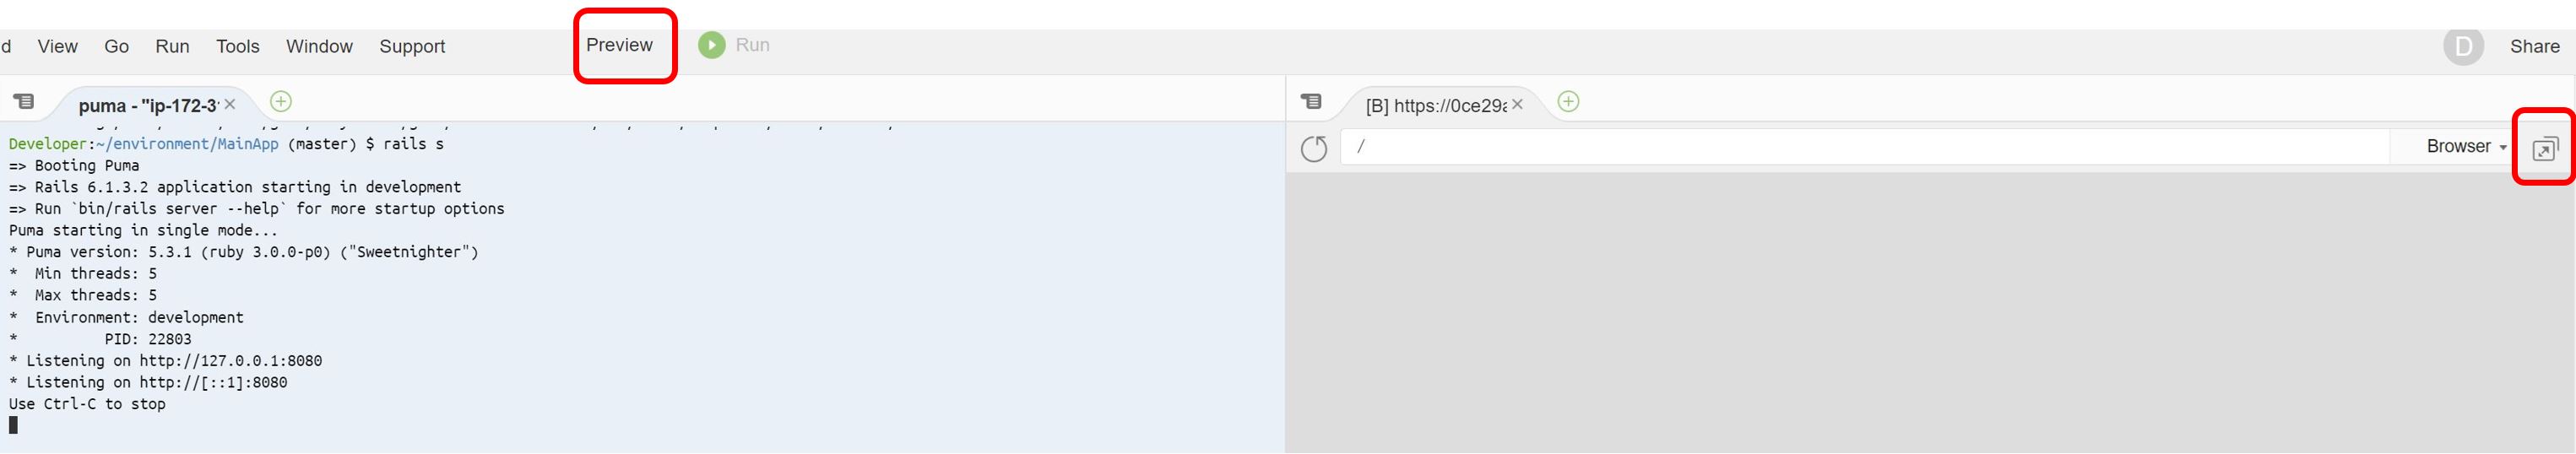 d View Go Run Tools Window Support Preview Run D Share
puma - "ip-172-3
[B] https://0ce29
/ Browser
Developer:~/environment/MainApp (master) $ rails s
=> Booting Puma
=> Rails 6.1.3.2 application starting in development
=> Run `bin/rails server --help` for more startup options
Puma starting in single mode...
* Puma version: 5.3.1 (ruby 3.0.0-p0) ("Sweetnighter")
*  Min threads: 5
*  Max threads: 5
*  Environment: development
*          PID: 22803
* Listening on http://127.0.0.1:8080
* Listening on http://[::1]:8080
Use Ctrl-C to stop